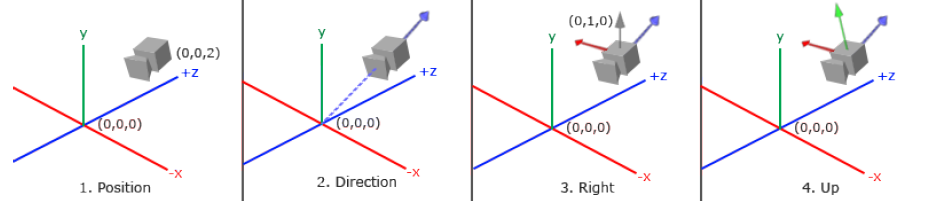 y
(0,0,2)
+z
(0,0,0)
-x
1. Position
y
+z
(0,0,0)
-x
2. Direction
(0,1,0)
y
+z
(0,0,0)
-x
3. Right
y
+z
(0,0,0)
-x
4. Up